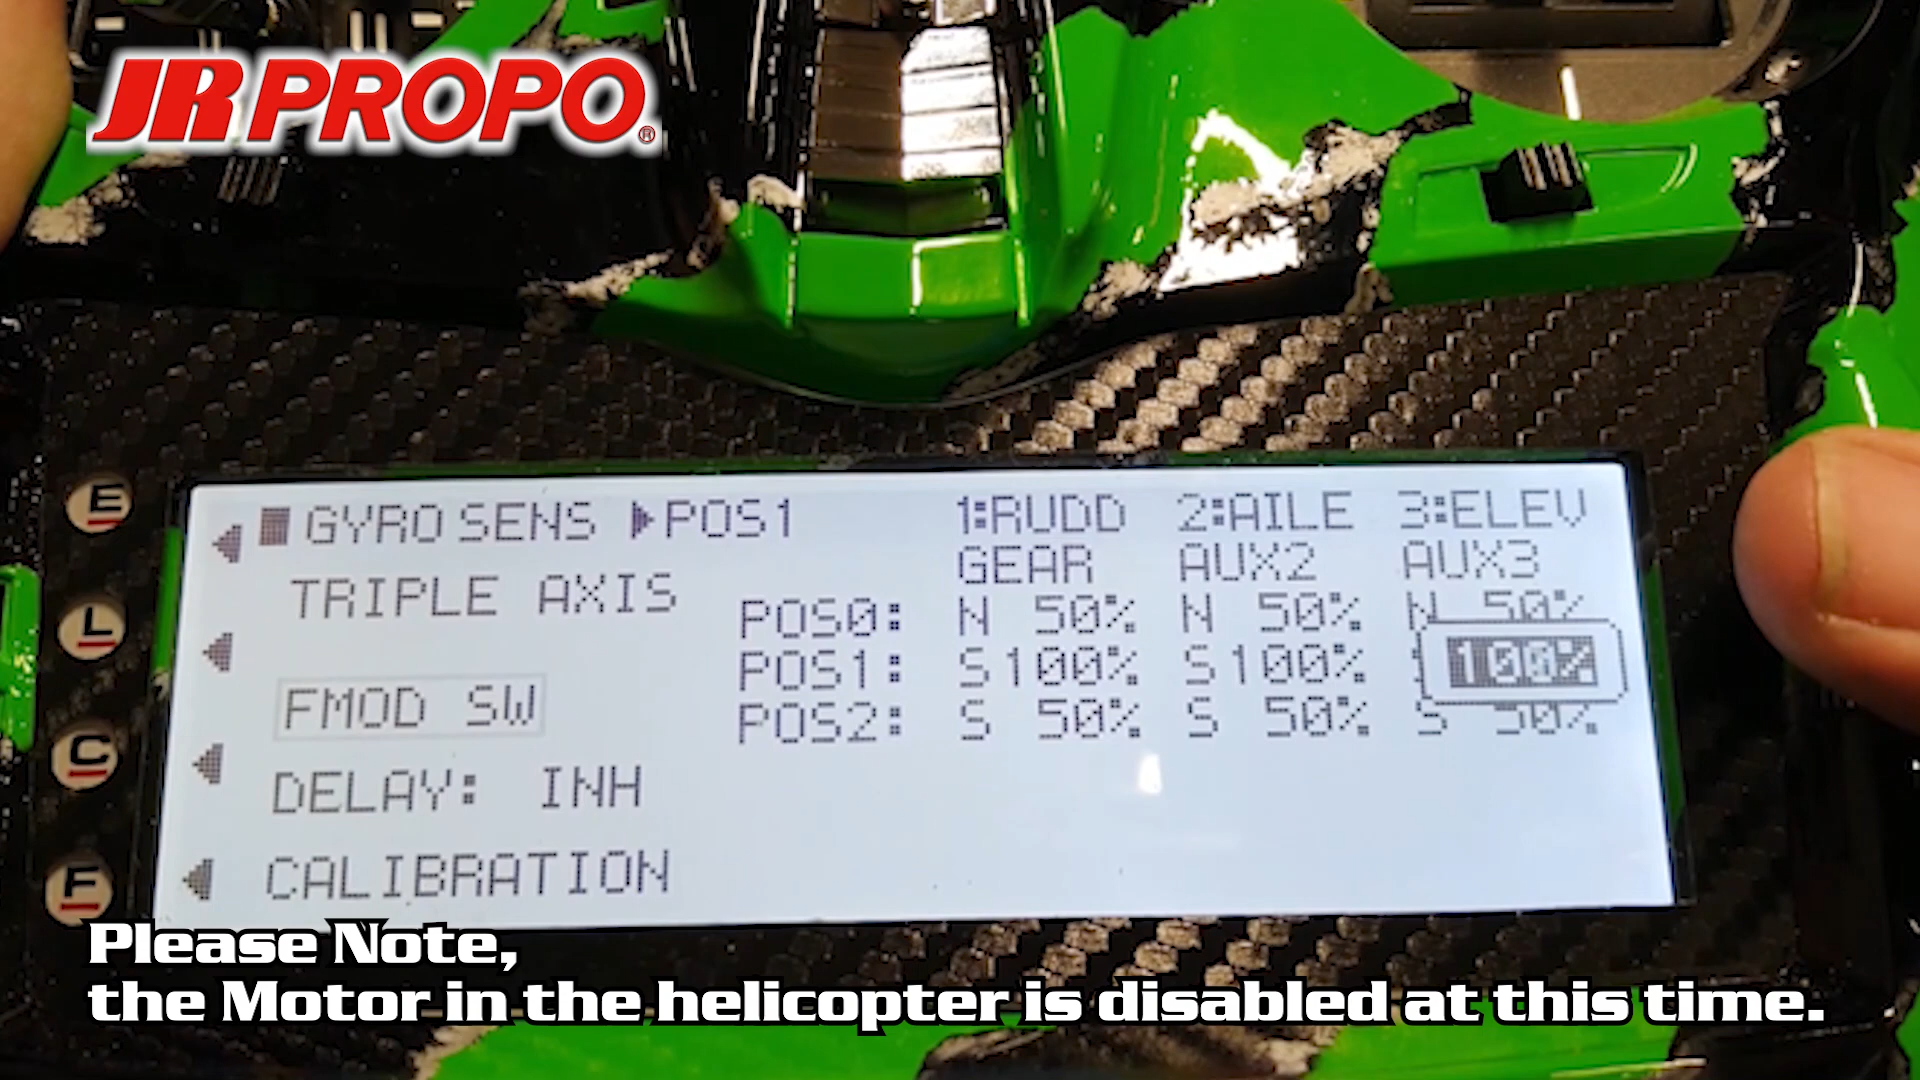 JR PROPO®
E
L
C
F
GYRO SENS ▶POS1 1:RUDD 2:AILE 3:ELEV
TRIPLE AXIS GEAR AUX2 AUX3
POS0: N 50% N 50% N 50%
POS1: S100% S100% 100%
FMOD SW POS2: S 50% S 50% S 50%
DELAY: INH
CALIBRATION
Please Note,
the Motor in the helicopter is disabled at this time.